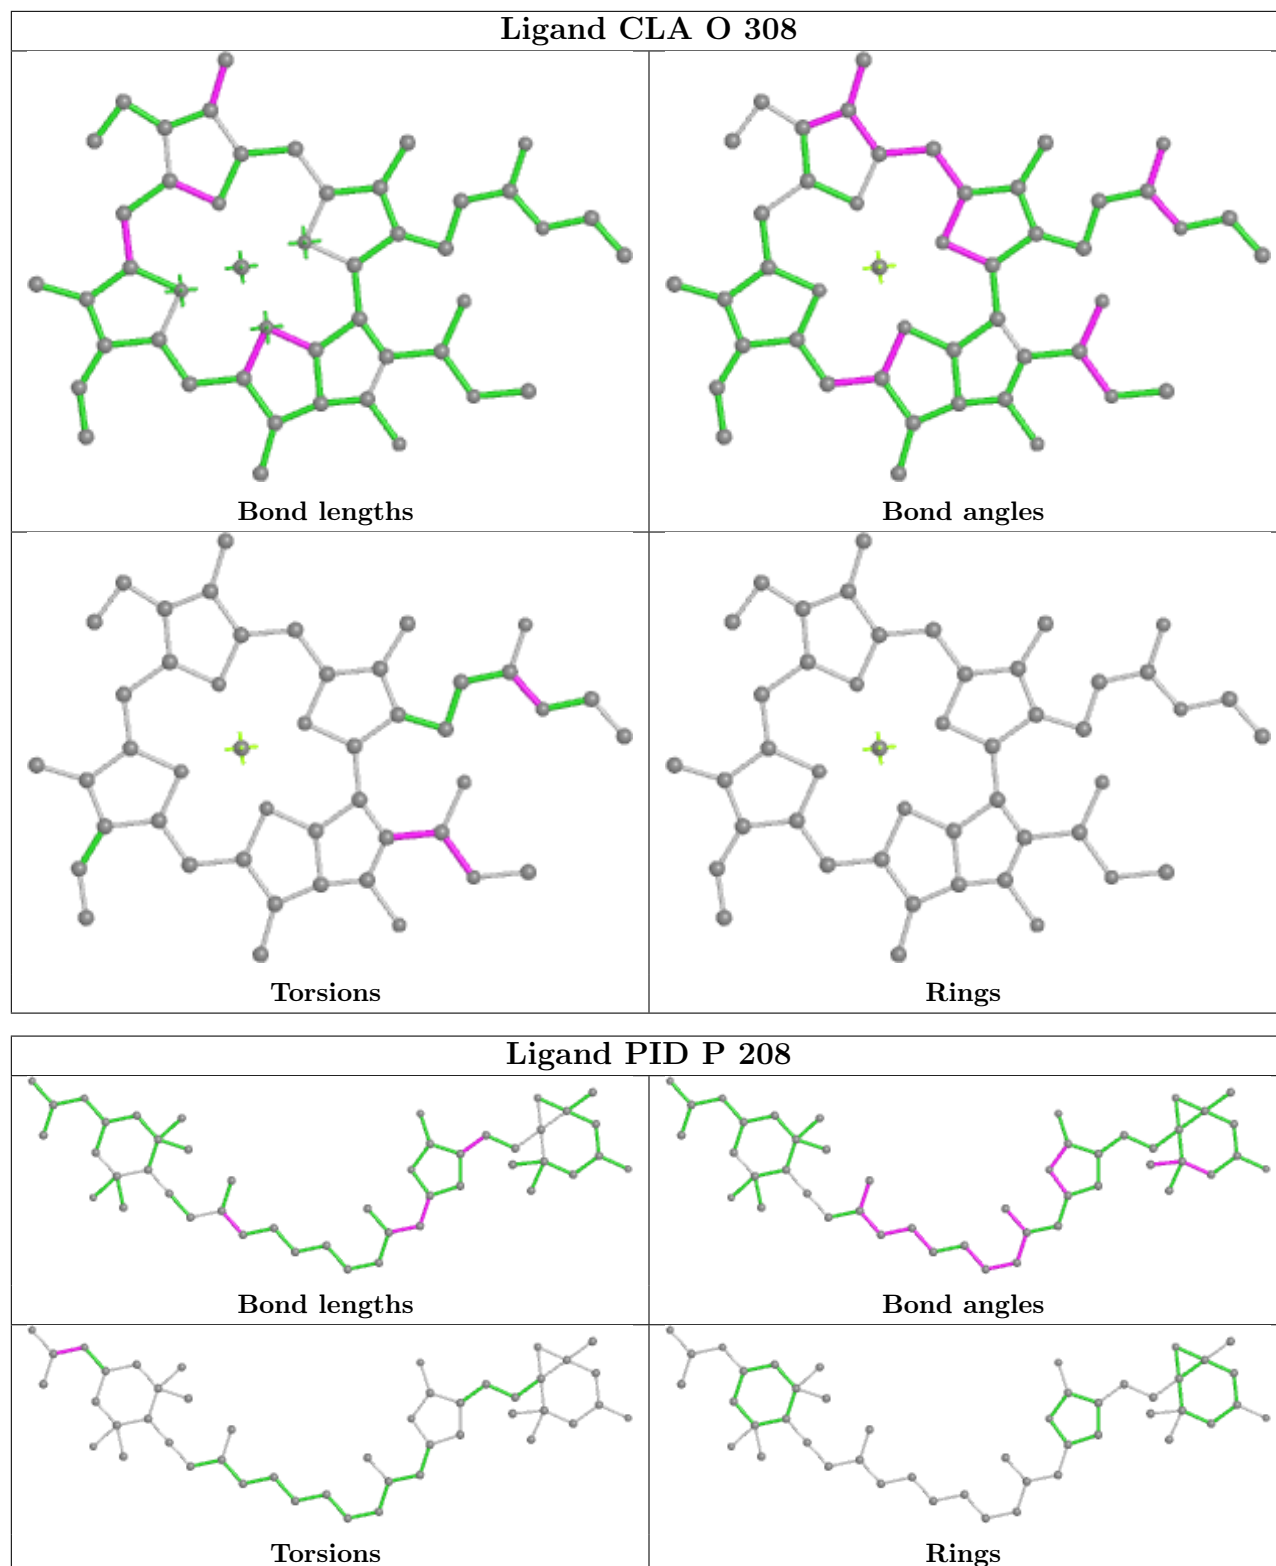 Ligand CLA O 308
Bond lengths
Bond angles
Torsions
Rings
Ligand PID P 208
Bond lengths
Bond angles
Torsions
Rings